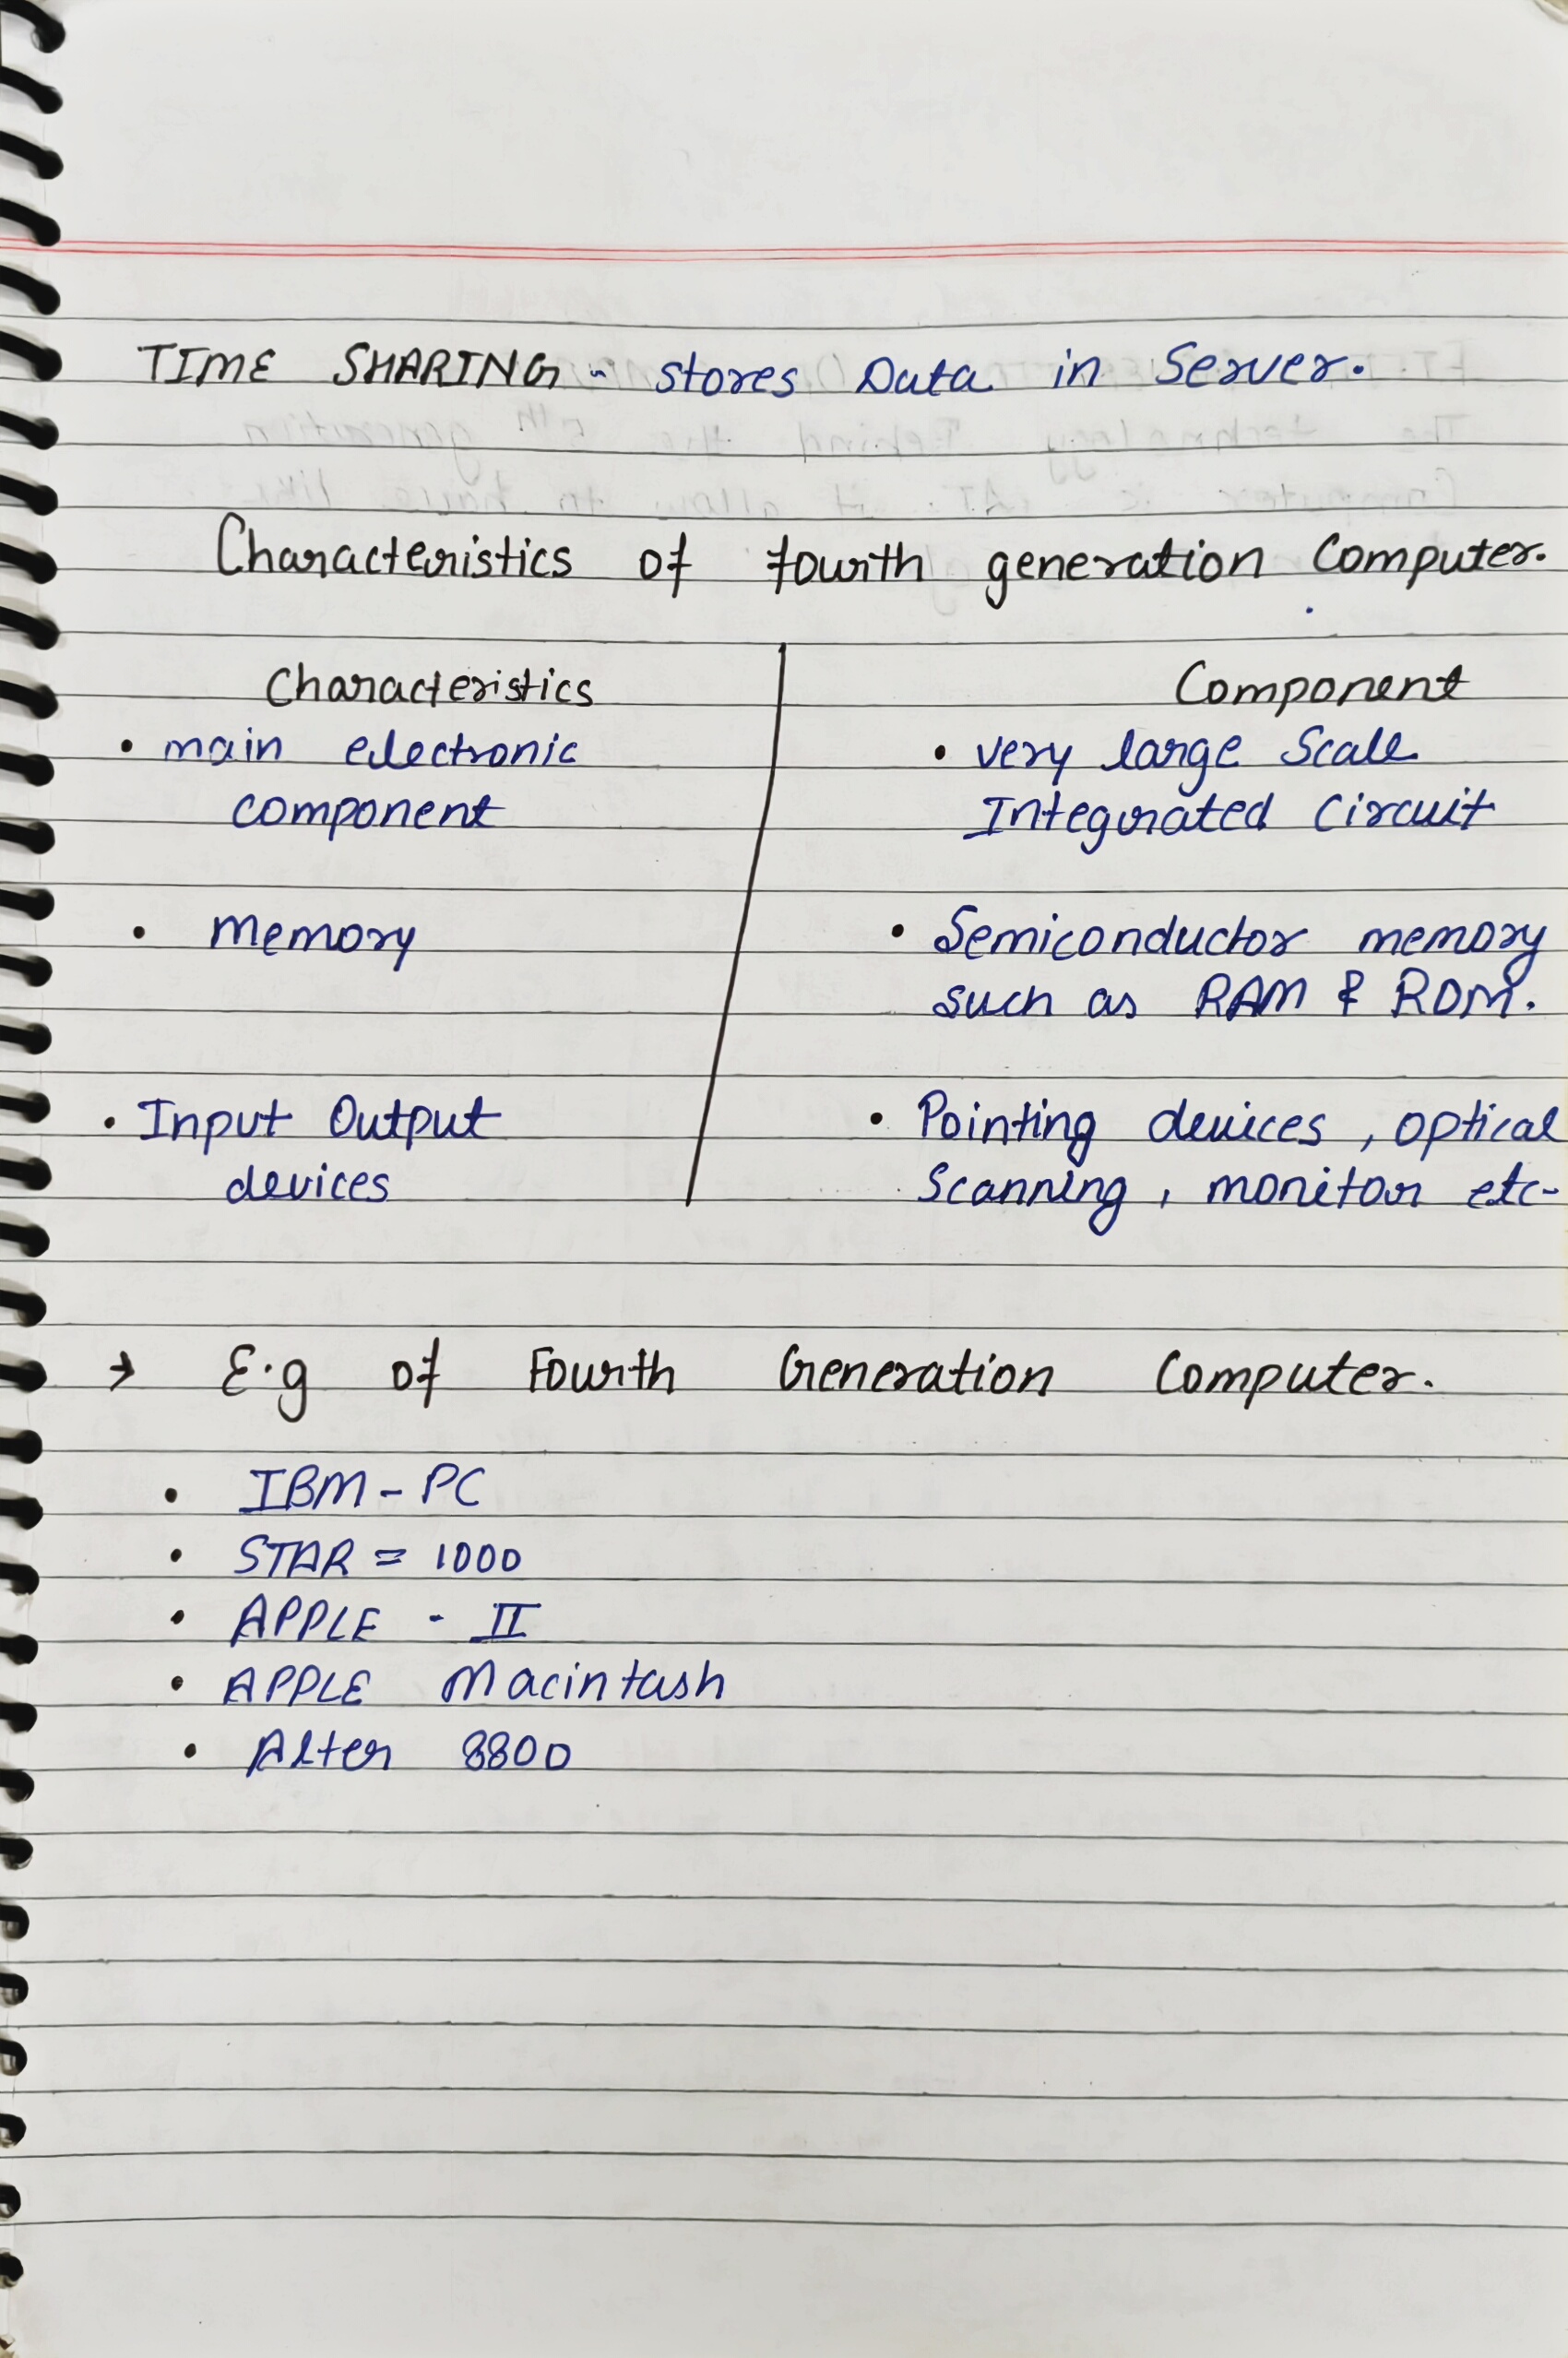 TIME SHARING - stores Data in Server.
Characteristics of fourth generation Computer.
Characteristics Component
• main electronic • very large Scale
component Integrated Circuit
• Memory • Semiconductor memory
such as RAM & ROM.
• Input Output • Pointing devices , optical
devices Scanning , monitor etc-
→ E.g of Fourth Generation Computer.
• IBM - PC
• STAR = 1000
• APPLE - II
• APPLE Macintash
• Alter 8800